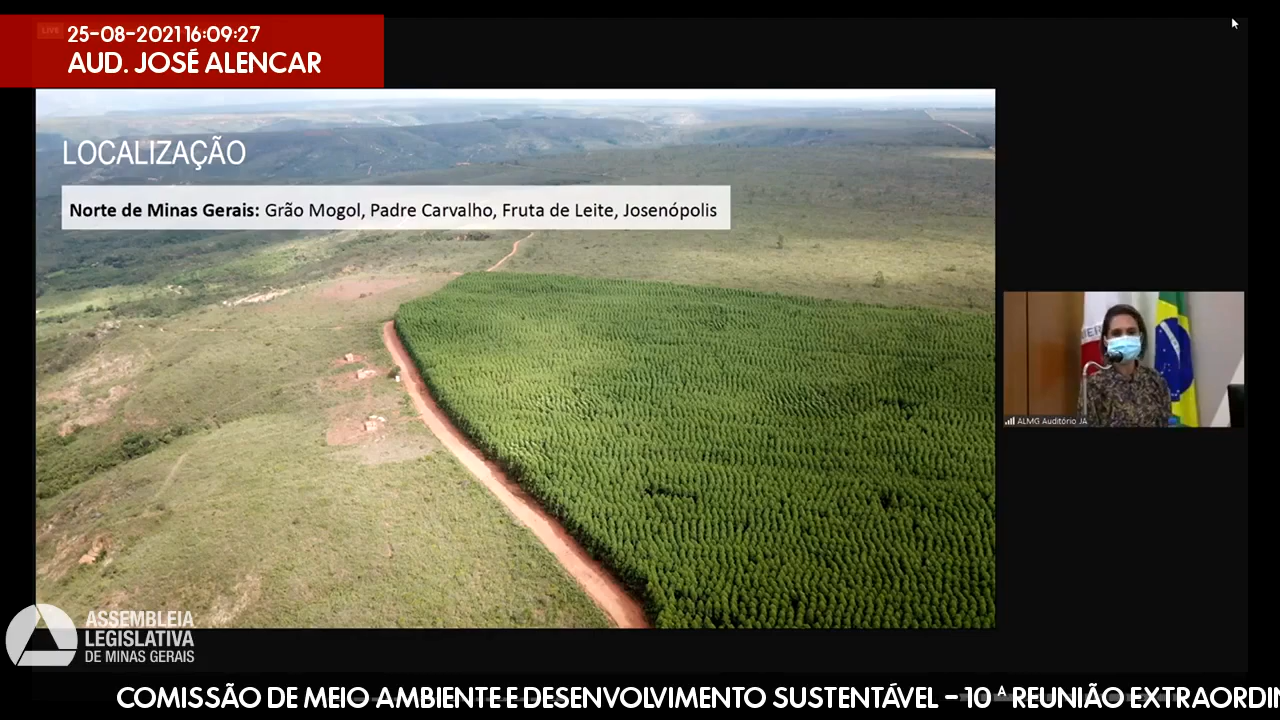 LIVE
25-08-2021 16:09:27
AUD. JOSÉ ALENCAR
LOCALIZAÇÃO
Norte de Minas Gerais: Grão Mogol, Padre Carvalho, Fruta de Leite, Josenópolis
ALMG Auditório JA
ASSEMBLEIA
LEGISLATIVA
DE MINAS GERAIS
COMISSÃO DE MEIO AMBIENTE E DESENVOLVIMENTO SUSTENTÁVEL - 10ª REUNIÃO EXTRAORDIN